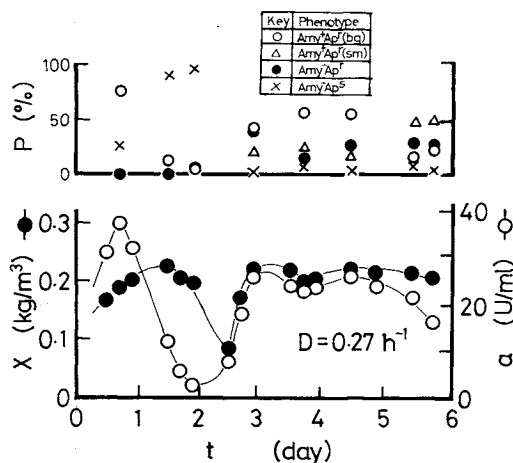 Key Phenotype
○ Amy⁺Apʳ(bg)
△ Amy⁺Apʳ(sm)
● Amy⁻Apʳ
× Amy⁻Apˢ
P (%)
100
50
0
X (kg/m³)
0.3
0.2
0.1
0
a (U/ml)
40
20
0
D = 0.27 h⁻¹
0 1 2 3 4 5 6
t (day)